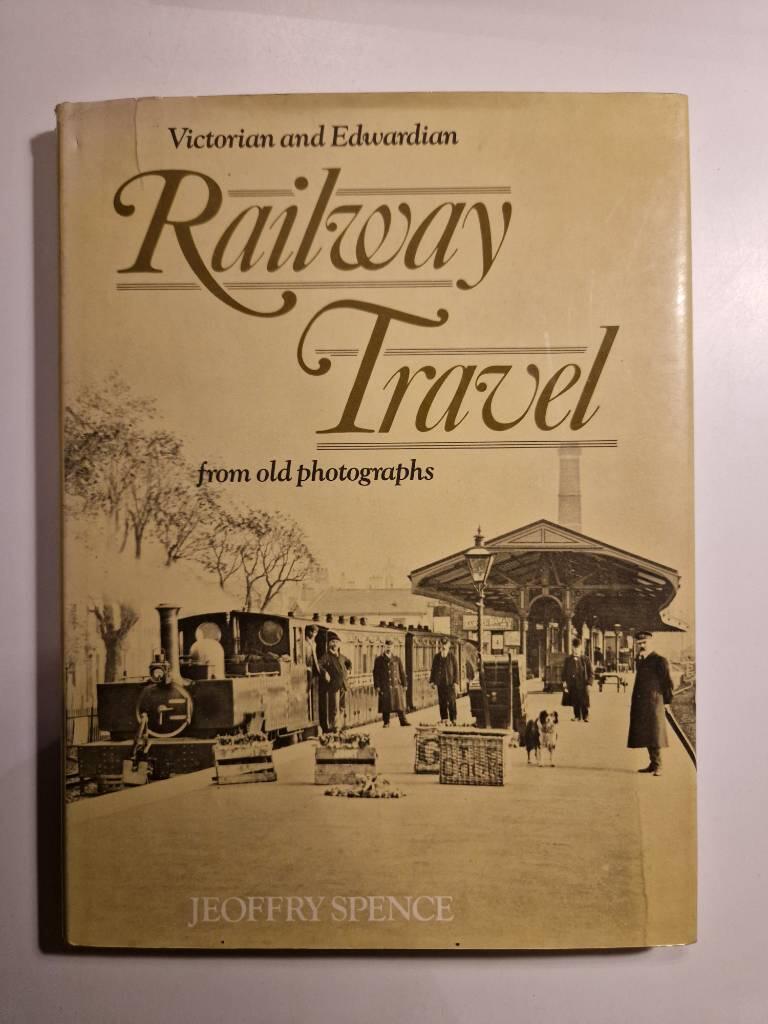 Victorian and Edwardian
Railway
Travel
from old photographs
JEOFFRY SPENCE